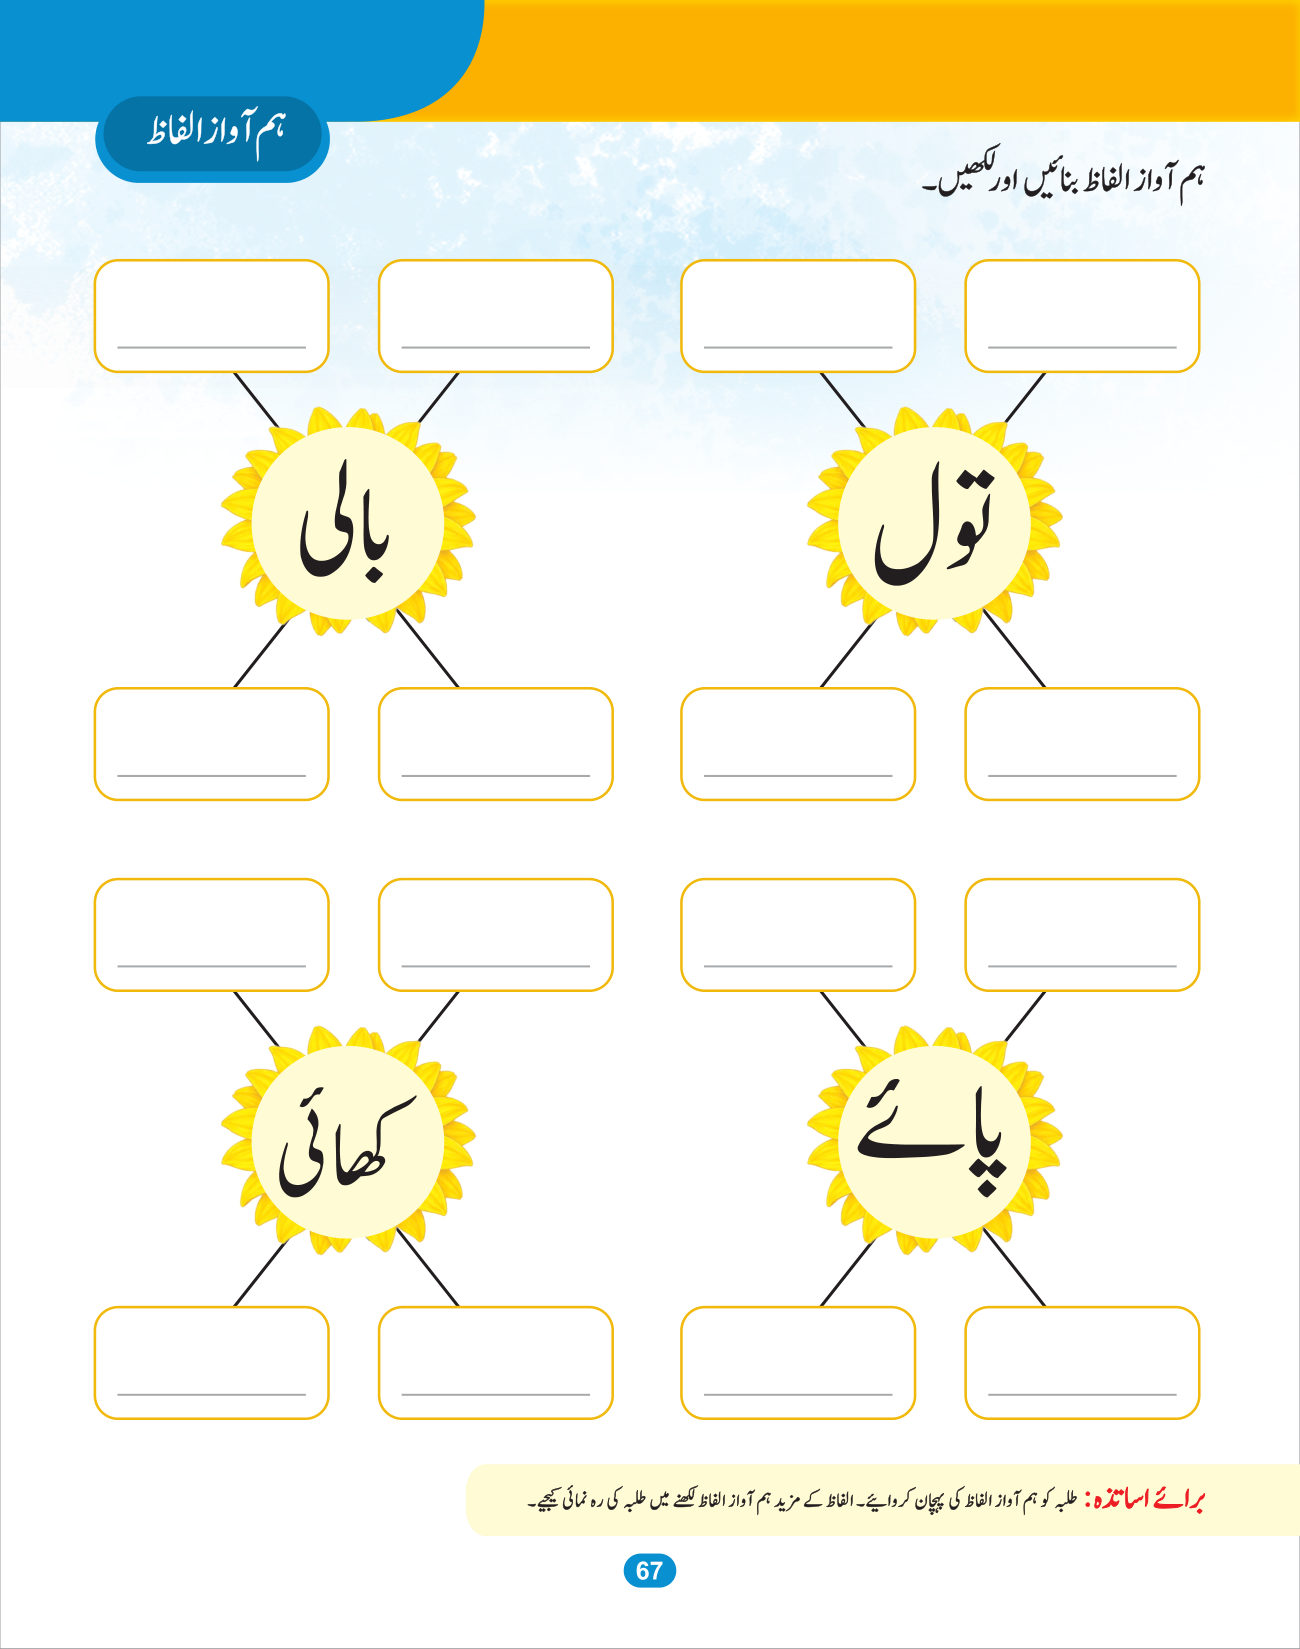 ہم آواز الفاظ
ہم آواز الفاظ بنائیں اور لکھیں۔
تول
بالی
پائے
کھائی
برائے اساتذہ: طلبہ کو ہم آواز الفاظ کی پہچان کروائیے۔ الفاظ کے مزید ہم آواز الفاظ لکھنے میں طلبہ کی رہ نمائی کیجیے۔
67